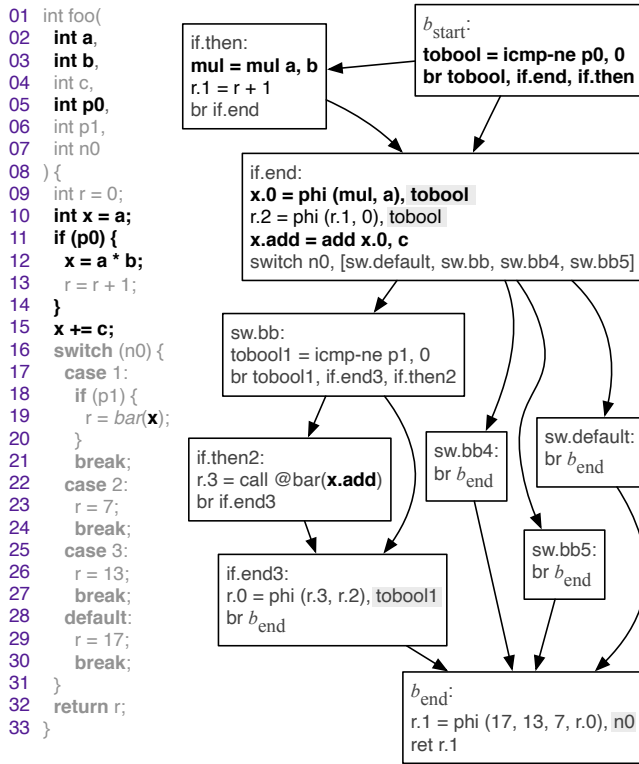 01 int foo(
02 int a,
03 int b,
04 int c,
05 int p0,
06 int p1,
07 int n0
08 ) {
09 int r = 0;
10 int x = a;
11 if (p0) {
12 x = a * b;
13 r = r + 1;
14 }
15 x += c;
16 switch (n0) {
17 case 1:
18 if (p1) {
19 r = bar(x);
20 }
21 break;
22 case 2:
23 r = 7;
24 break;
25 case 3:
26 r = 13;
27 break;
28 default:
29 r = 17;
30 break;
31 }
32 return r;
33 }
b_start:
tobool = icmp-ne p0, 0
br tobool, if.end, if.then
if.then:
mul = mul a, b
r.1 = r + 1
br if.end
if.end:
x.0 = phi (mul, a), tobool
r.2 = phi (r.1, 0), tobool
x.add = add x.0, c
switch n0, [sw.default, sw.bb, sw.bb4, sw.bb5]
sw.bb:
tobool1 = icmp-ne p1, 0
br tobool1, if.end3, if.then2
if.then2:
r.3 = call @bar(x.add)
br if.end3
sw.bb4:
br b_end
sw.default:
br b_end
sw.bb5:
br b_end
if.end3:
r.0 = phi (r.3, r.2), tobool1
br b_end
b_end:
r.1 = phi (17, 13, 7, r.0), n0
ret r.1